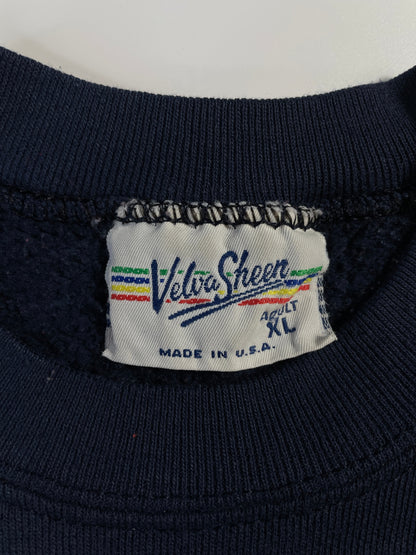 Velva Sheen
ADULT
XL
MADE IN U.S.A.